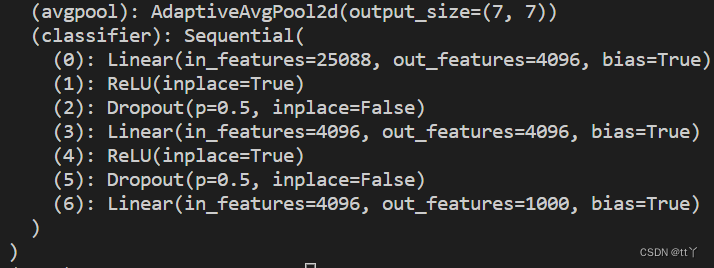 (avgpool): AdaptiveAvgPool2d(output_size=(7, 7))
(classifier): Sequential(
(0): Linear(in_features=25088, out_features=4096, bias=True)
(1): ReLU(inplace=True)
(2): Dropout(p=0.5, inplace=False)
(3): Linear(in_features=4096, out_features=4096, bias=True)
(4): ReLU(inplace=True)
(5): Dropout(p=0.5, inplace=False)
(6): Linear(in_features=4096, out_features=1000, bias=True)
)
)
CSDN @tt丫